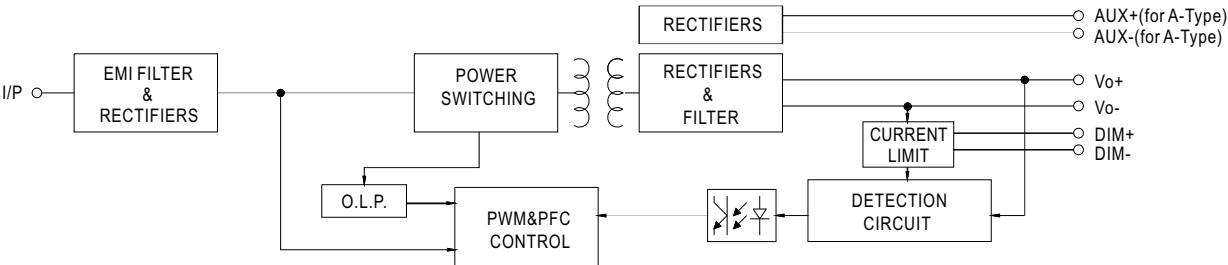 RECTIFIERS
AUX+(for A-Type)
AUX-(for A-Type)
I/P
EMI FILTER
&
RECTIFIERS
POWER
SWITCHING
RECTIFIERS
&
FILTER
Vo+
Vo-
CURRENT
LIMIT
DIM+
DIM-
O.L.P.
PWM&PFC
CONTROL
DETECTION
CIRCUIT